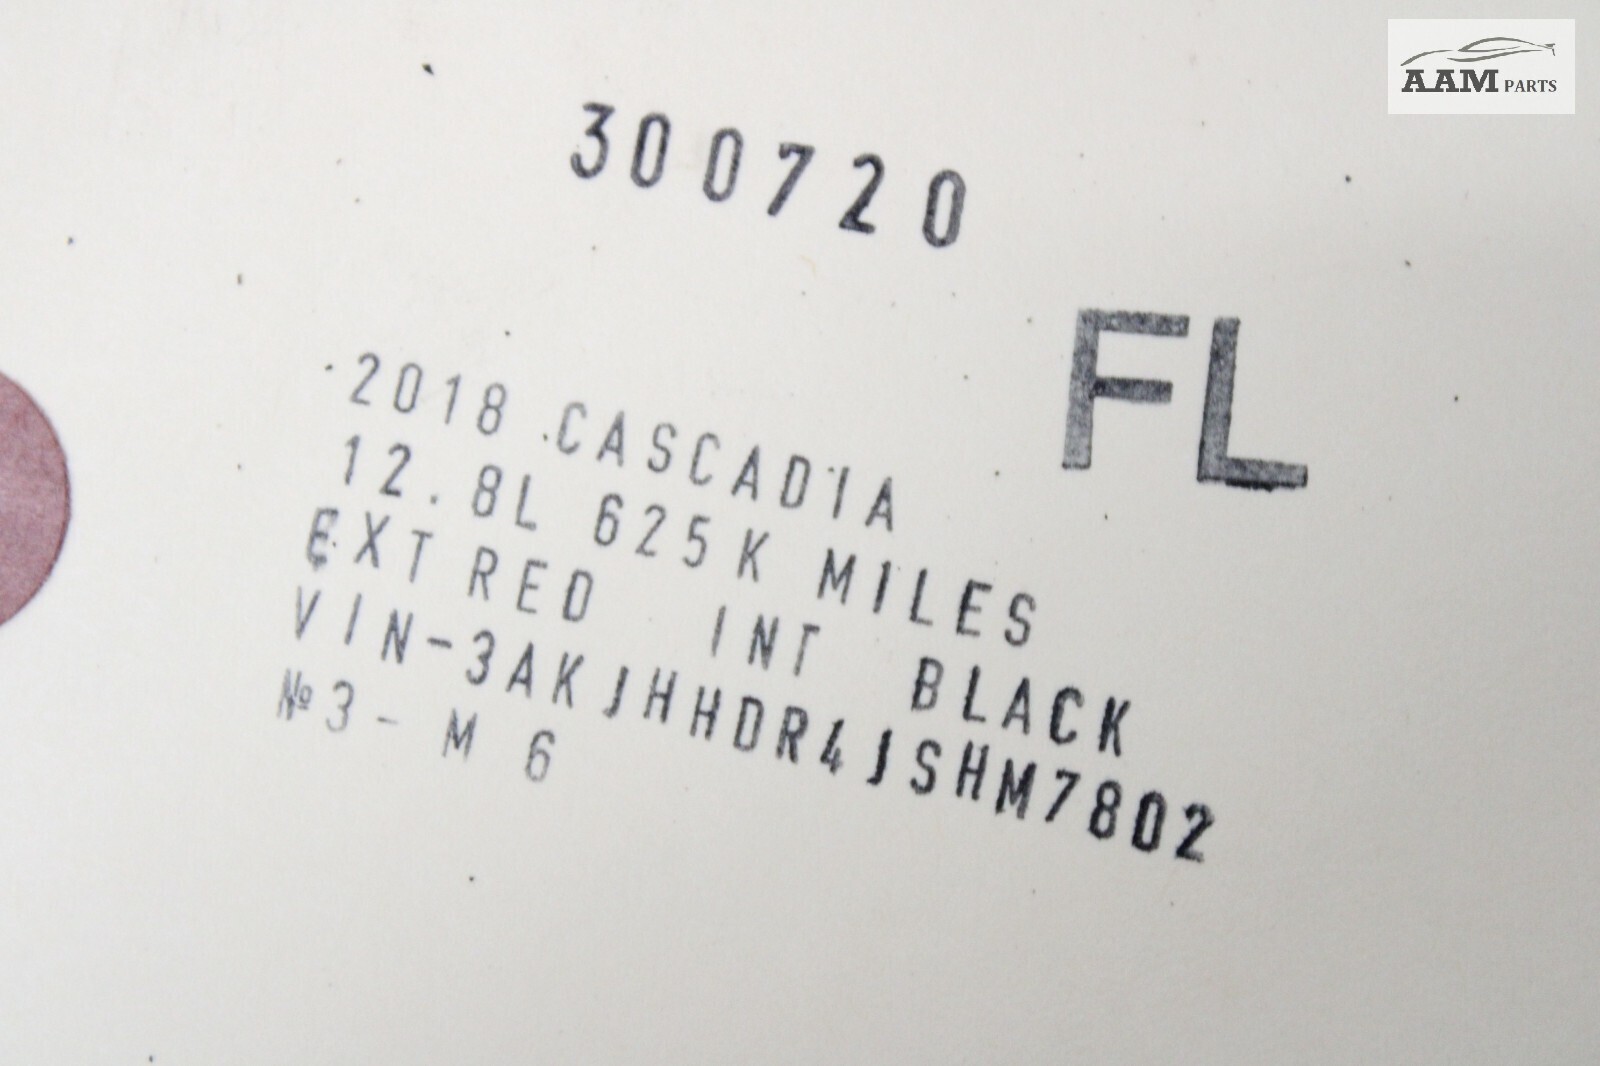 AAM PARTS
300720
FL
2018 CASCADIA
12.8L 625K MILES
EXT RED INT BLACK
VIN-3AKJHHDR4JSHM7802
№3- M 6